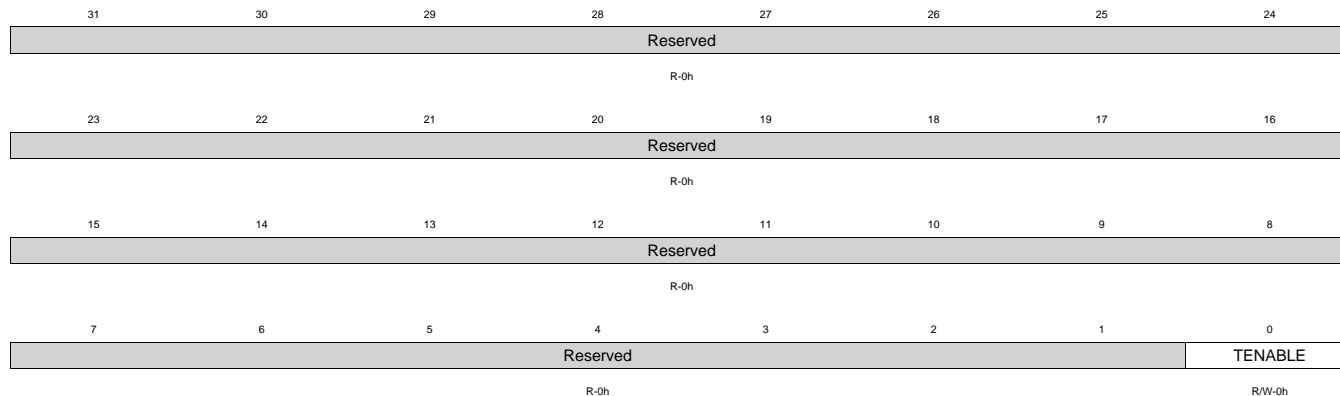 31 30 29 28 27 26 25 24
Reserved
R-0h
23 22 21 20 19 18 17 16
Reserved
R-0h
15 14 13 12 11 10 9 8
Reserved
R-0h
7 6 5 4 3 2 1 0
Reserved TENABLE
R-0h R/W-0h